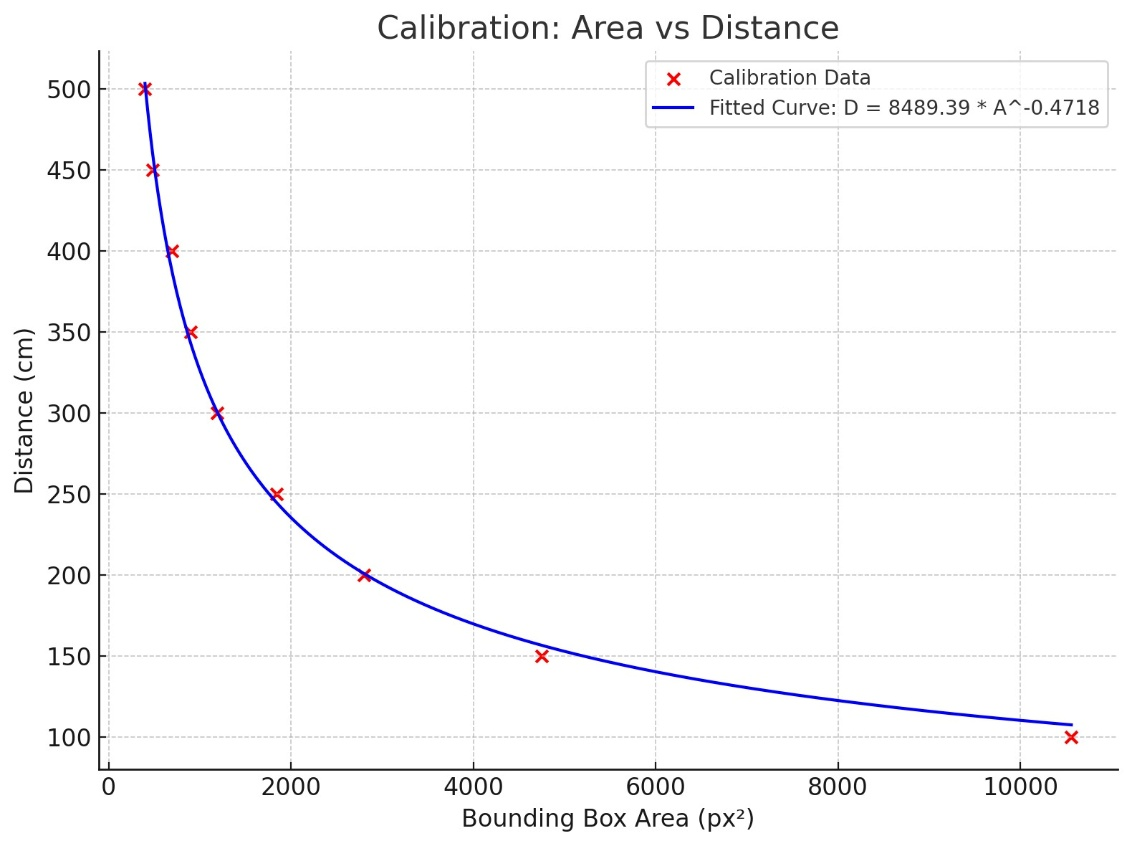 Calibration: Area vs Distance
Calibration Data
Fitted Curve: D = 8489.39 * A^-0.4718
500
450
400
350
300
250
200
150
100
Distance (cm)
0 2000 4000 6000 8000 10000
Bounding Box Area (px²)